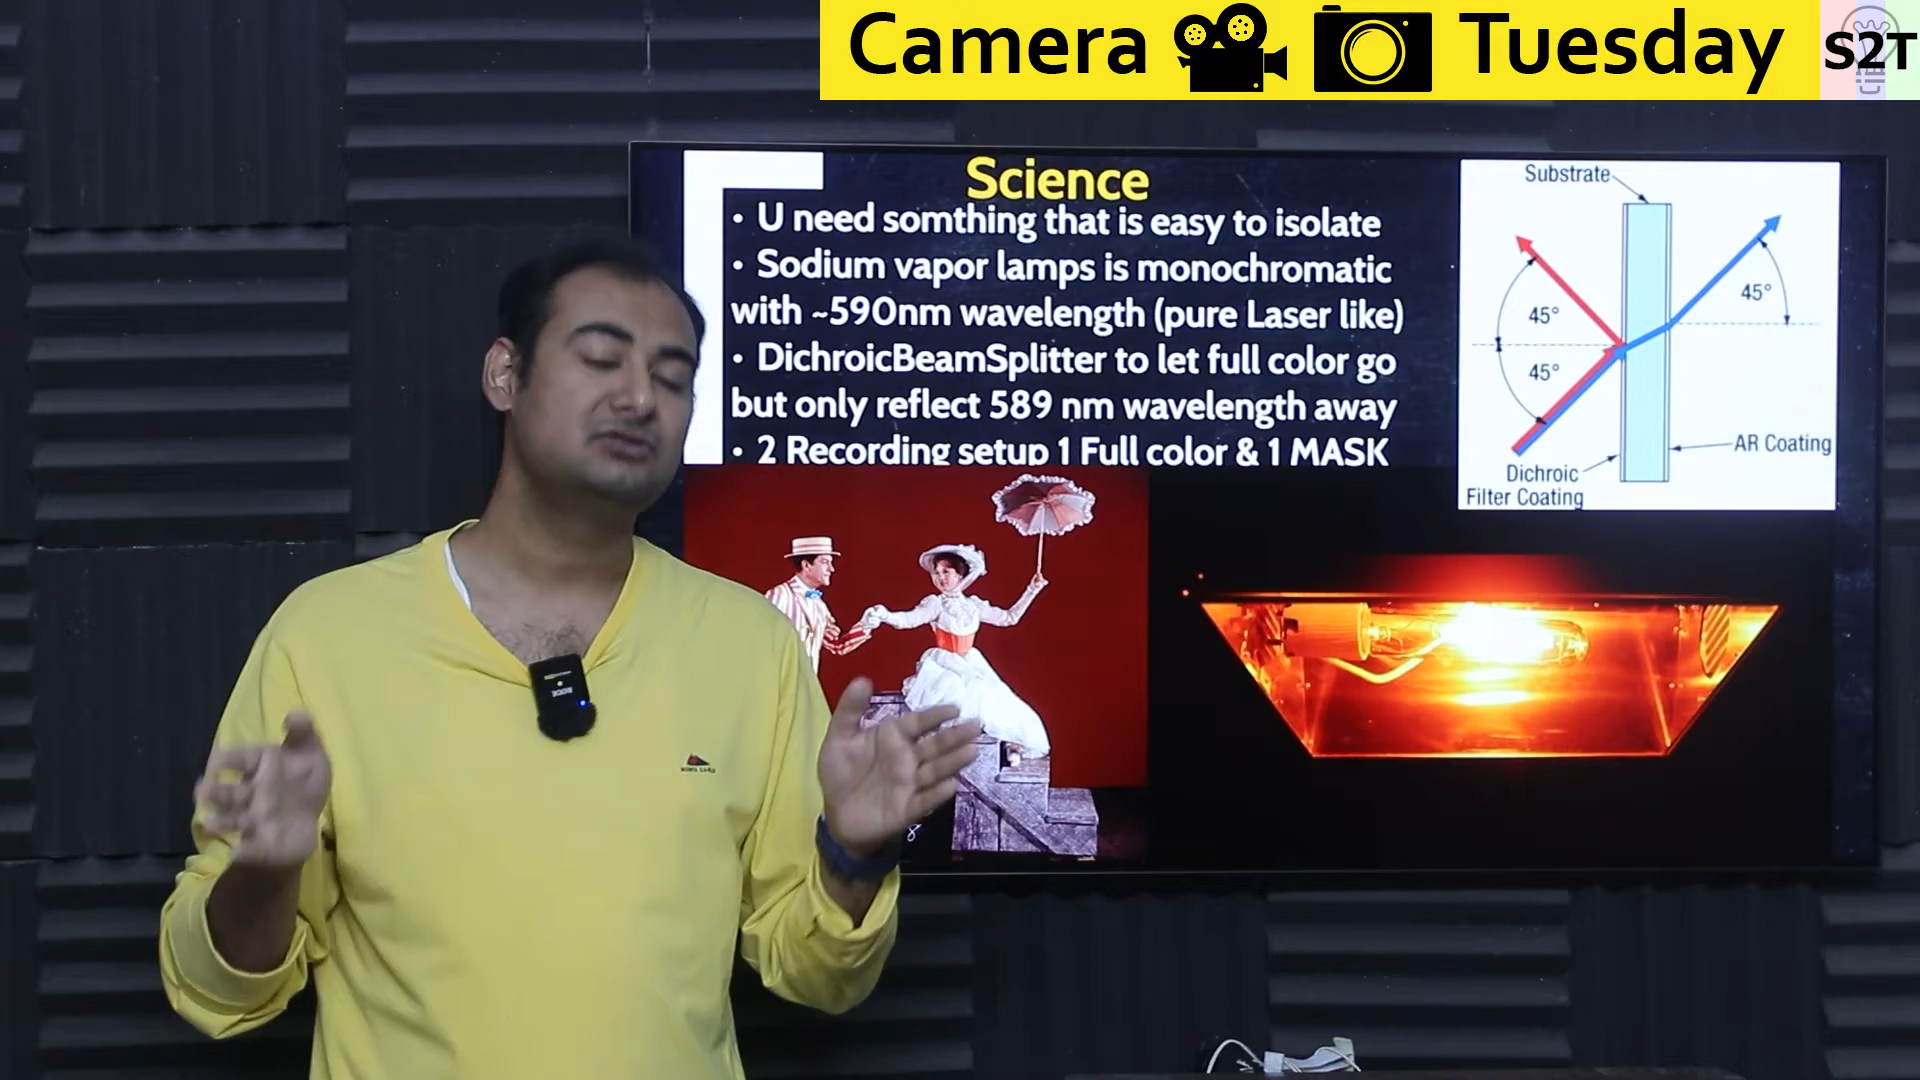 Camera Tuesday
S2T
Science
• U need somthing that is easy to isolate
• Sodium vapor lamps is monochromatic
with ~590nm wavelength (pure Laser like)
• DichroicBeamSplitter to let full color go
but only reflect 589 nm wavelength away
• 2 Recording setup 1 Full color & 1 MASK
Substrate
45°
45°
45°
AR Coating
Dichroic
Filter Coating
RODE